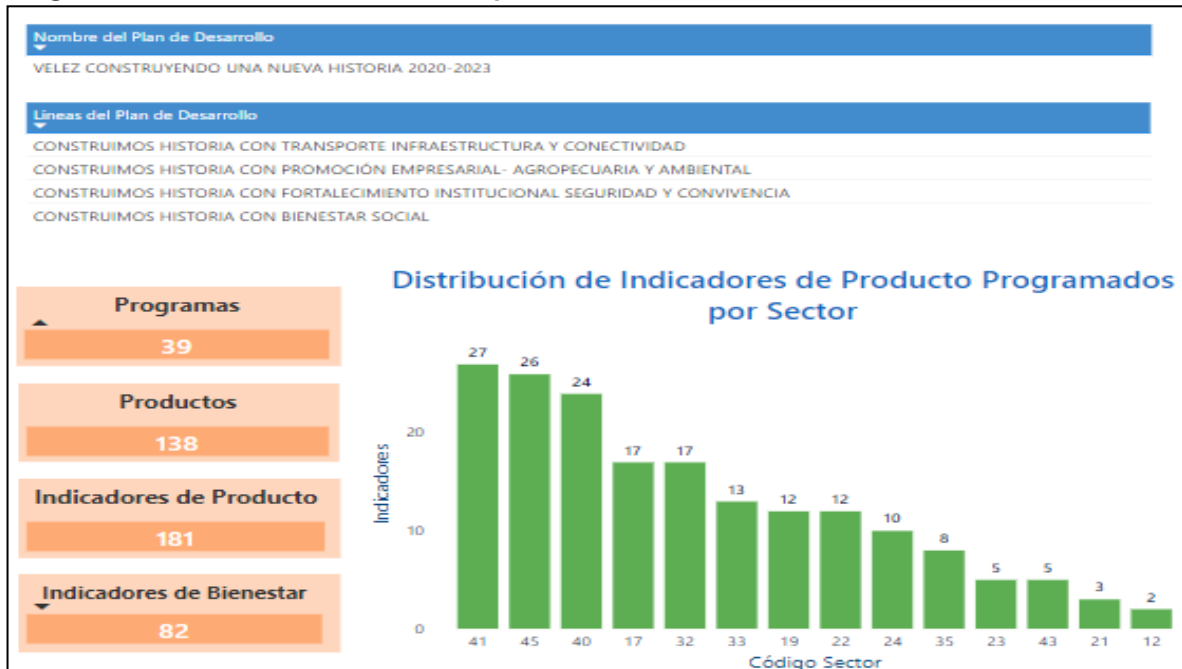 Nombre del Plan de Desarrollo
VELEZ CONSTRUYENDO UNA NUEVA HISTORIA 2020-2023
Líneas del Plan de Desarrollo
CONSTRUIMOS HISTORIA CON TRANSPORTE INFRAESTRUCTURA Y CONECTIVIDAD
CONSTRUIMOS HISTORIA CON PROMOCIÓN EMPRESARIAL- AGROPECUARIA Y AMBIENTAL
CONSTRUIMOS HISTORIA CON FORTALECIMIENTO INSTITUCIONAL SEGURIDAD Y CONVIVENCIA
CONSTRUIMOS HISTORIA CON BIENESTAR SOCIAL
Programas
39
Productos
138
Indicadores de Producto
181
Indicadores de Bienestar
82
Distribución de Indicadores de Producto Programados
por Sector
Indicadores
20
10
0
27 26 24 17 17 13 12 12 10 8 5 5 3 2
41 45 40 17 32 33 19 22 24 35 23 43 21 12
Código Sector